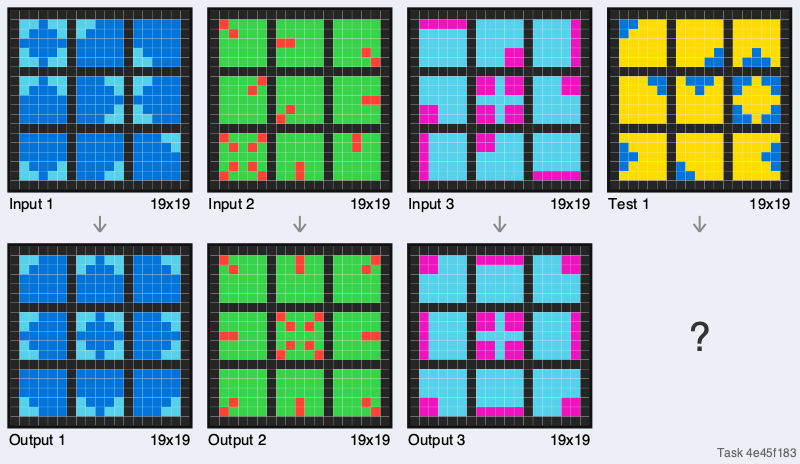 Input 1 19x19 Input 2 19x19 Input 3 19x19 Test 1 19x19
?
Output 1 19x19 Output 2 19x19 Output 3 19x19
Task 4e45f183